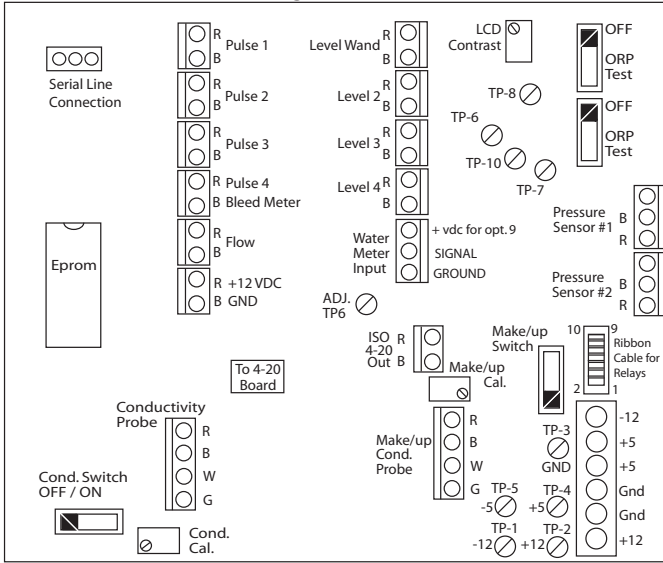 Serial Line
Connection
R
Pulse 1
B
R
Pulse 2
B
R
Pulse 3
B
R Pulse 4
B Bleed Meter
R
Flow
B
R +12 VDC
B GND
Eprom
Level Wand
R
B
Level 2
R
B
Level 3
R
B
Level 4
R
B
Water
Meter
Input
+ vdc for opt. 9
SIGNAL
GROUND
LCD
Contrast
TP-8
TP-6
TP-10
TP-7
OFF
ORP
Test
OFF
ORP
Test
Pressure
Sensor #1
B
R
Pressure
Sensor #2
B
R
ADJ.
TP6
ISO
4-20
Out
R
B
Make/up
Cal.
Make/up
Switch
10
9
2
1
Ribbon
Cable for
Relays
To 4-20
Board
Conductivity
Probe
R
B
W
G
Cond. Switch
OFF / ON
Cond.
Cal.
Make/up
Cond.
Probe
R
B
W
G
TP-3
GND
TP-5
-5
TP-4
+5
TP-1
-12
TP-2
+12
-12
+5
+5
Gnd
Gnd
+12